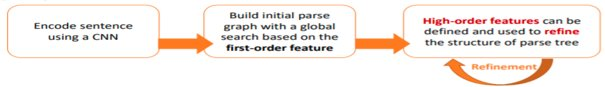 Encode sentence
using a CNN
Build initial parse
graph with a global
search based on the
first-order feature
High-order features can be
defined and used to refine
the structure of parse tree
Refinement